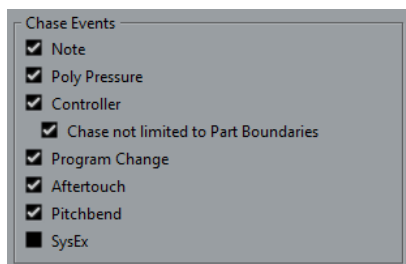 Chase Events
Note
Poly Pressure
Controller
Chase not limited to Part Boundaries
Program Change
Aftertouch
Pitchbend
SysEx